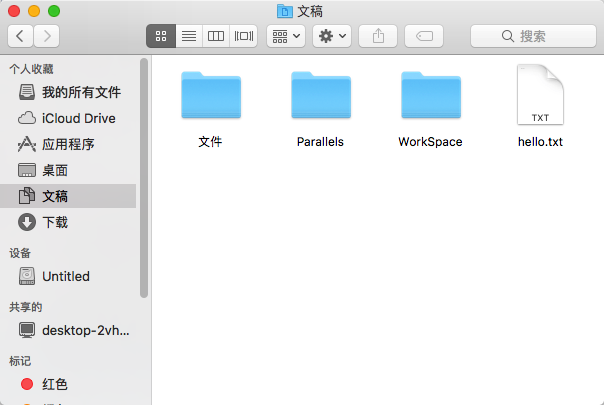 文稿
搜索
个人收藏
我的所有文件
iCloud Drive
应用程序
桌面
文稿
下载
设备
Untitled
共享的
desktop-2vh...
标记
红色
文件
Parallels
WorkSpace
TXT
hello.txt